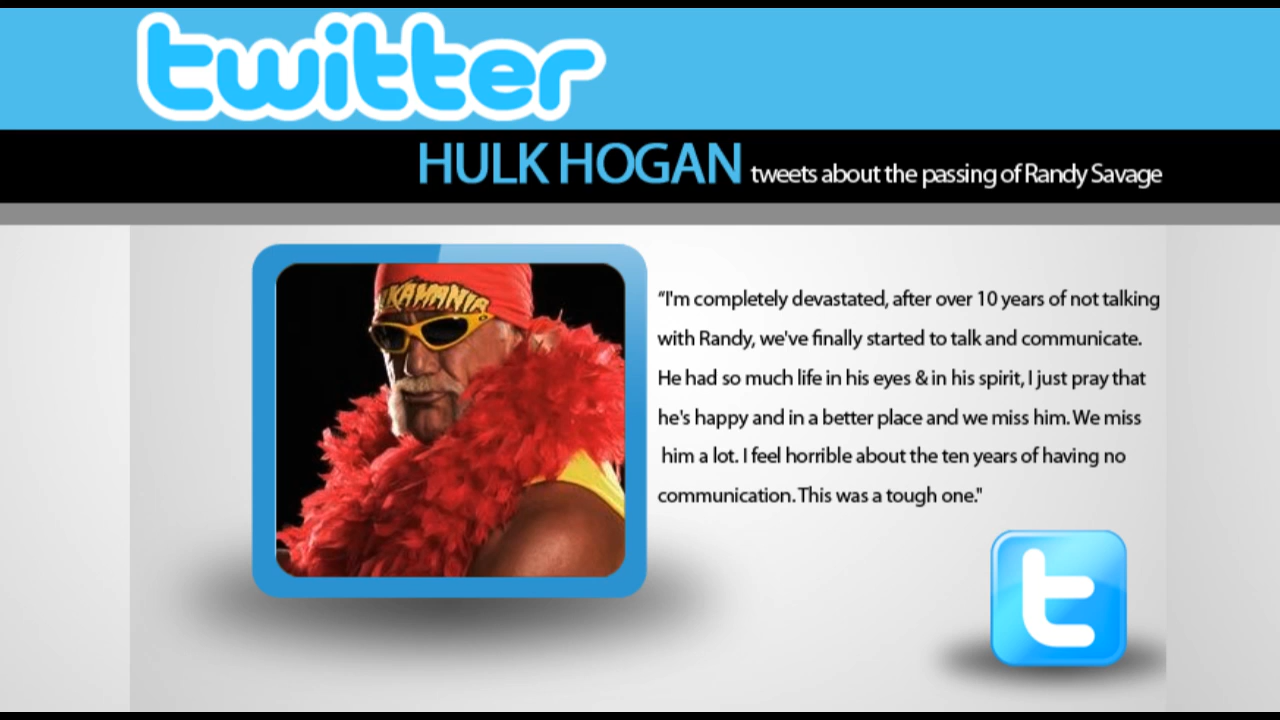 twitter
HULK HOGAN tweets about the passing of Randy Savage
KAMANIA
“I'm completely devastated, after over 10 years of not talking
with Randy, we've finally started to talk and communicate.
He had so much life in his eyes & in his spirit, I just pray that
he's happy and in a better place and we miss him. We miss
him a lot. I feel horrible about the ten years of having no
communication. This was a tough one."
t